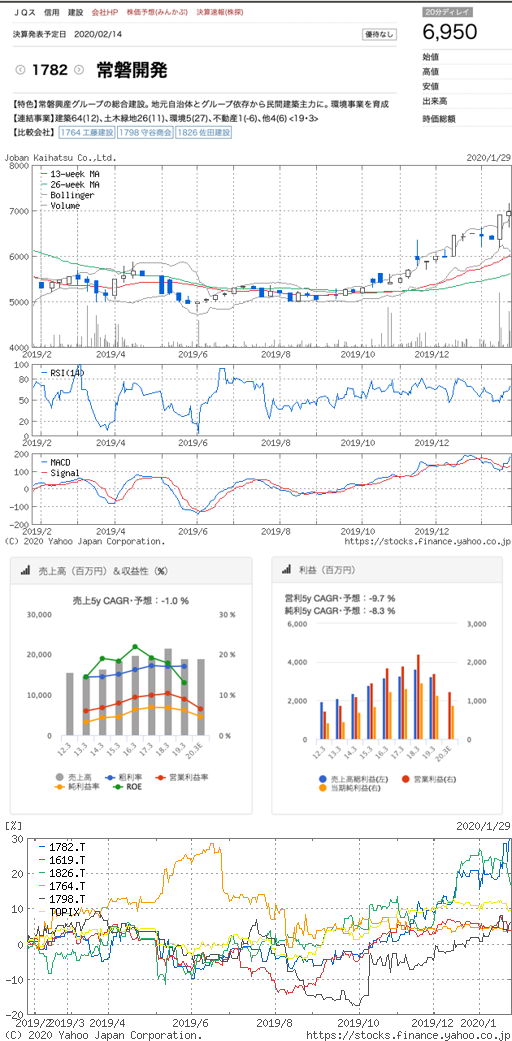 JQス 信用 建設 会社HP 株価予想(みんかぶ) 決算速報(株探)
20分ディレイ
6,950
決算発表予定日 2020/02/14
優待なし
始値
高値
安値
出来高
時価総額
1782 常磐開発
【特色】常磐興産グループの総合建設。地元自治体とグループ依存から民間建築主力に。環境事業を育成
【連結事業】建築64(12)、土木緑地26(11)、環境5(27)、不動産1(-6)、他4(6)<19・3>
【比較会社】 1764 工藤建設 1798 守谷商会 1826 佐田建設
Joban Kaihatsu Co.,Ltd.
2020/1/29
8000
7000
6000
5000
4000
13-week MA
26-week MA
Bollinger
Volume
2019/2 2019/4 2019/6 2019/8 2019/10 2019/12
100
80
50
20
0
RSI(14)
2019/2 2019/4 2019/6 2019/8 2019/10 2019/12
200
100
0
-100
-200
MACD
Signal
2019/2 2019/4 2019/6 2019/8 2019/10 2019/12
(C) 2020 Yahoo Japan Corporation.
https://stocks.finance.yahoo.co.jp
売上高（百万円）＆収益性（%）
売上5y CAGR・予想：-1.0 %
30,000
20,000
10,000
0
30 %
20 %
10 %
0 %
12.3 13.3 14.3 15.3 16.3 17.3 18.3 19.3 20.3E
売上高 粗利率 営業利益率
純利益率 ROE
利益（百万円）
営利5y CAGR・予想：-9.7 %
純利5y CAGR・予想：-8.3 %
6,000
4,000
2,000
0
3,000
2,000
1,000
0
12.3 13.3 14.3 15.3 16.3 17.3 18.3 19.3 20.3E
売上高総利益(左) 営業利益(右)
当期純利益(右)
[%]
2020/1/29
30
20
10
0
-10
-20
1782.T
1619.T
1826.T
1764.T
1798.T
TOPIX
2019/2 2019/3 2019/4 2019/6 2019/8 2019/10 2019/12 2020/1
(C) 2020 Yahoo Japan Corporation.
https://stocks.finance.yahoo.co.jp